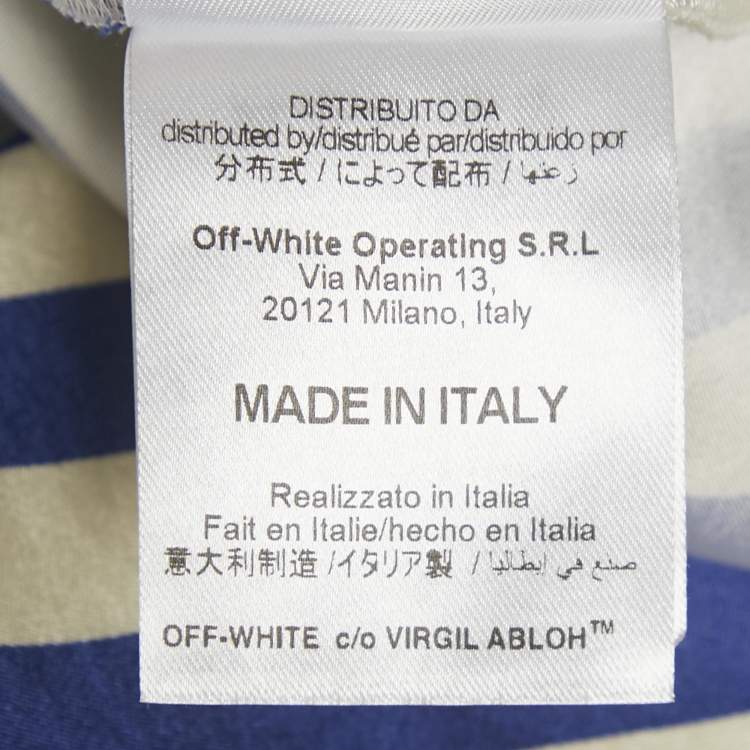 DISTRIBUITO DA
distributed by/distribué par/distribuido por
分布式 / によって配布 / زعتها
Off-White Operating S.R.L
Via Manin 13,
20121 Milano, Italy
MADE IN ITALY
Realizzato in Italia
Fait en Italie/hecho en Italia
意大利制造 /イタリア製 / صنع في إيطاليا
OFF-WHITE c/o VIRGIL ABLOH™